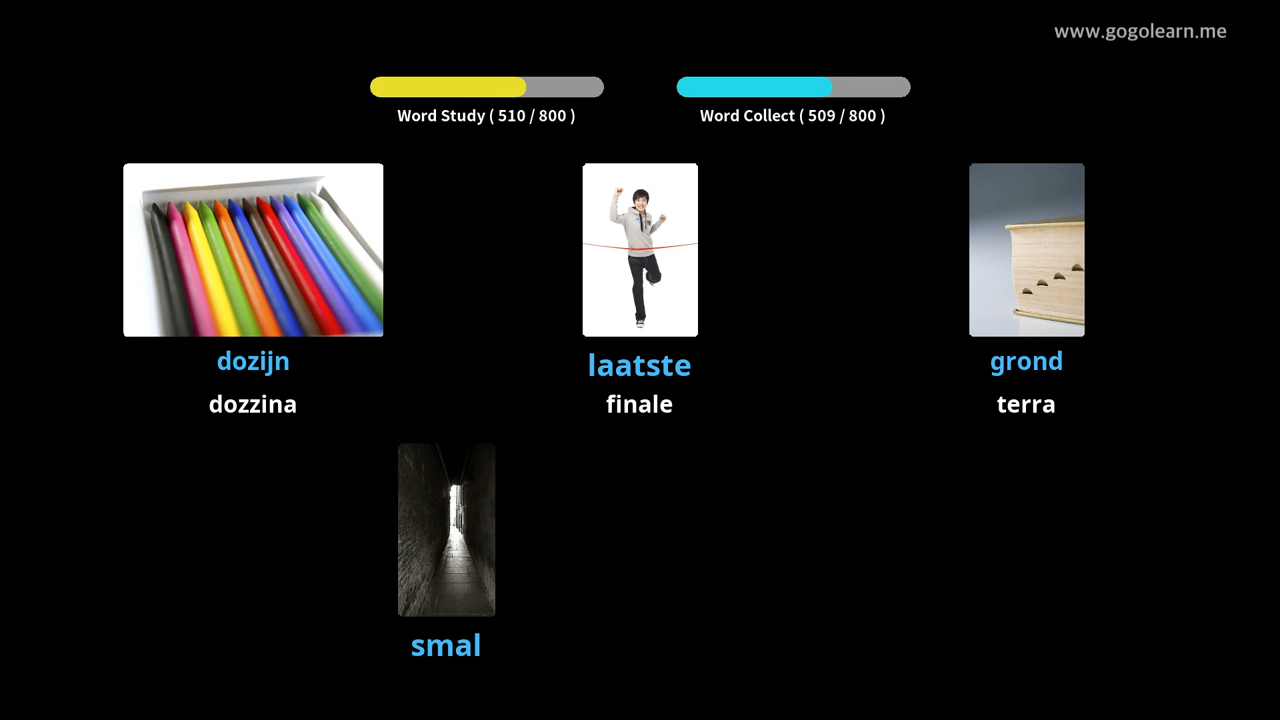 www.gogolearn.me
Word Study ( 510 / 800 )
Word Collect ( 509 / 800 )
dozijn
dozzina
laatste
finale
grond
terra
smal